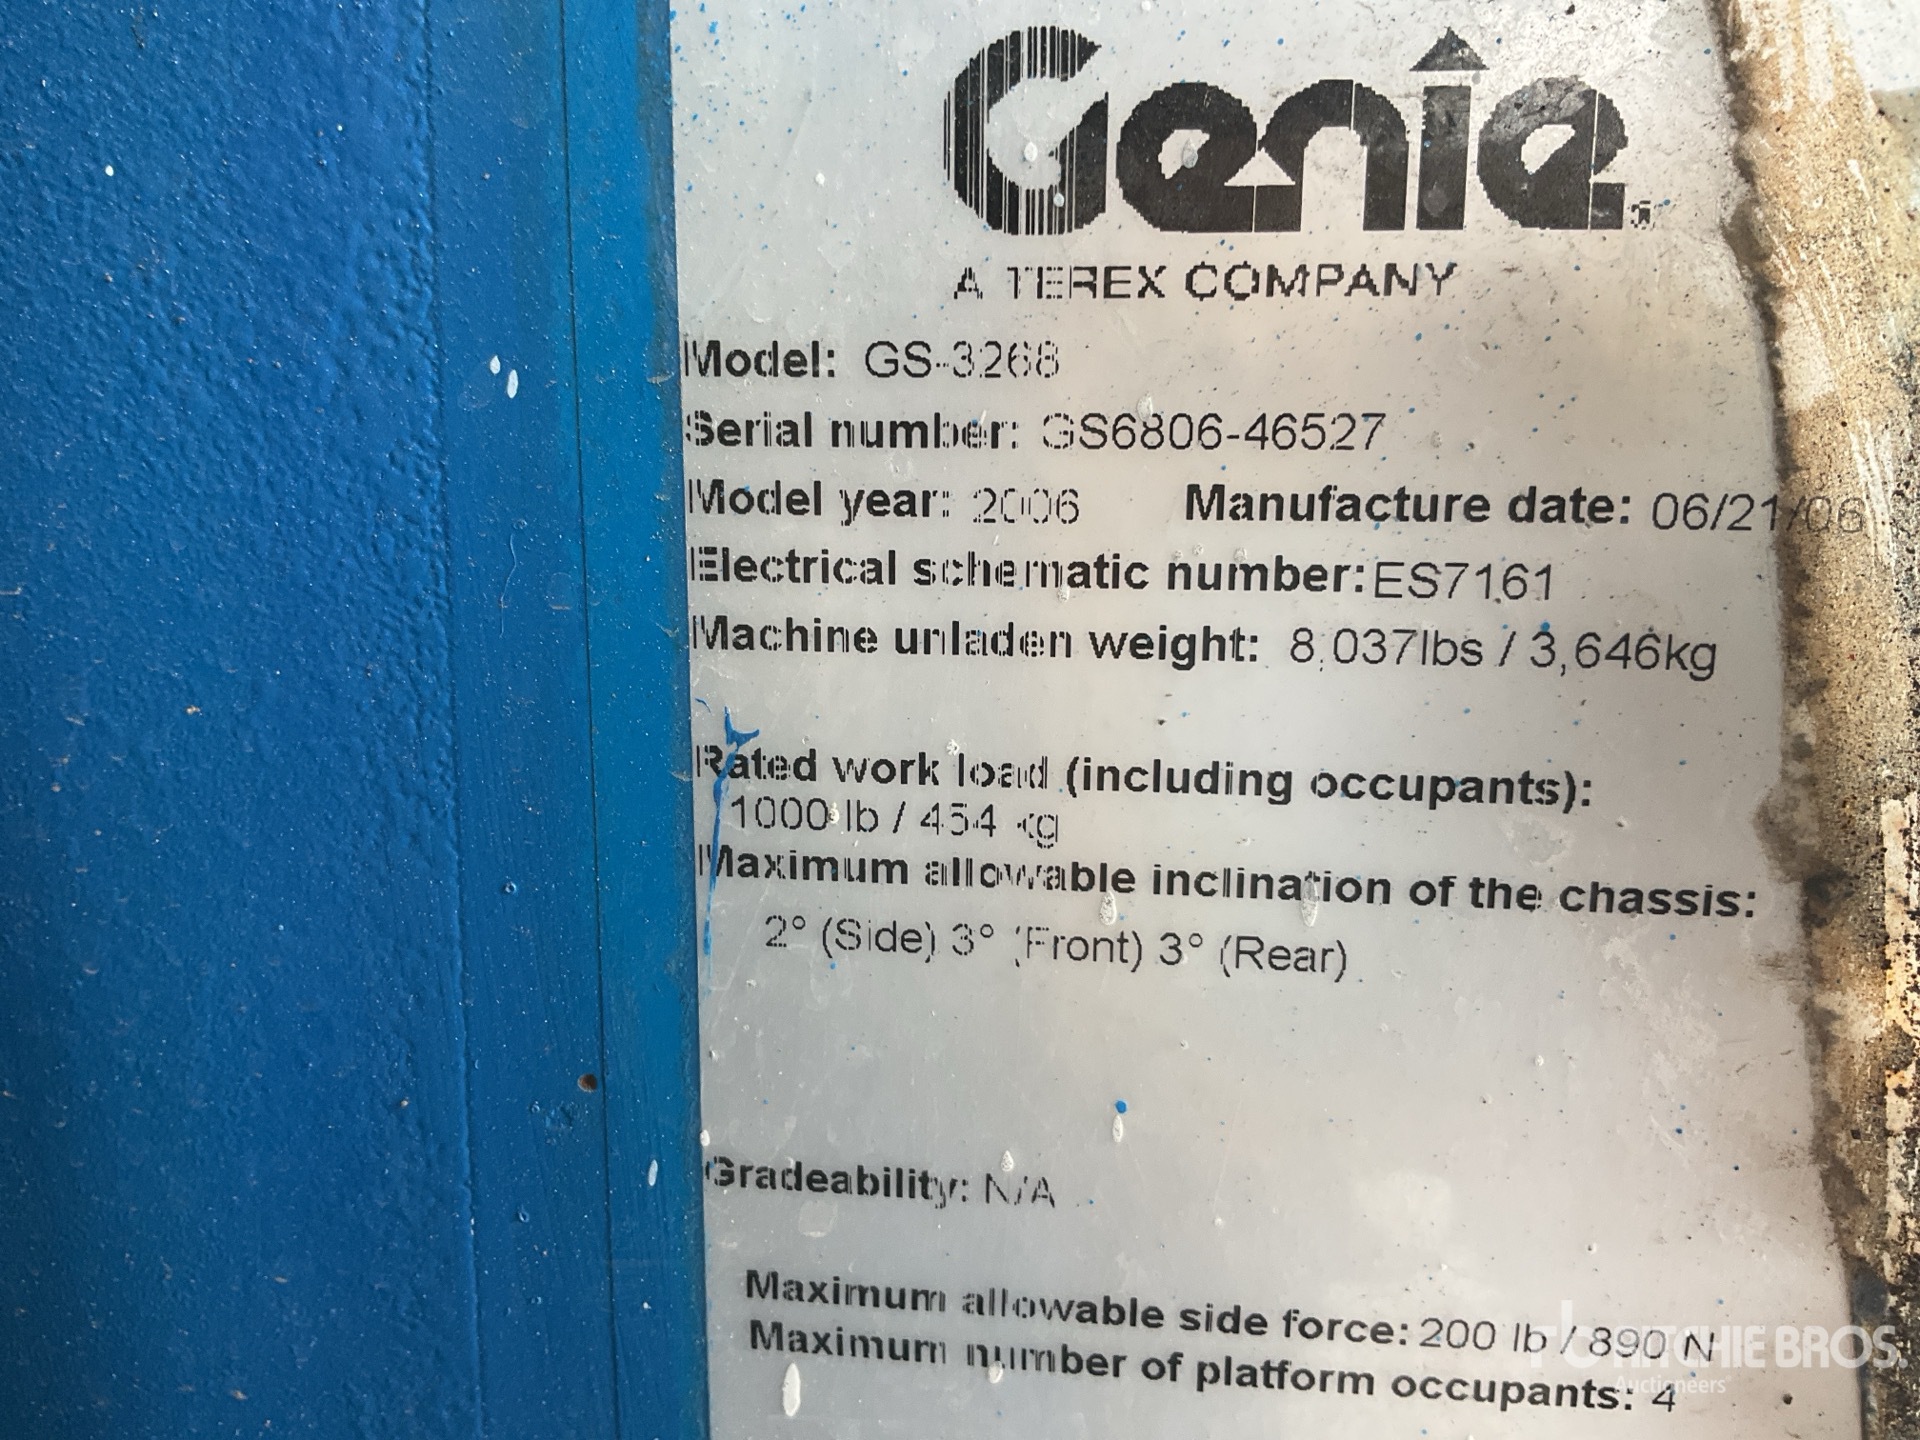 Genie
A TEREX COMPANY
Model: GS-3268
Serial number: GS6806-46527
Model year: 2006 Manufacture date: 06/21/06
Electrical schematic number: ES7161
Machine unladen weight: 8,037lbs / 3,646kg
Rated work load (including occupants):
1000 lb / 454 kg
Maximum allowable inclination of the chassis:
2° (Side) 3° (Front) 3° (Rear)
Gradeability: N/A
Maximum allowable side force: 200 lb / 890 N
Maximum number of platform occupants: 4
RITCHIE BROS.
Auctioneers